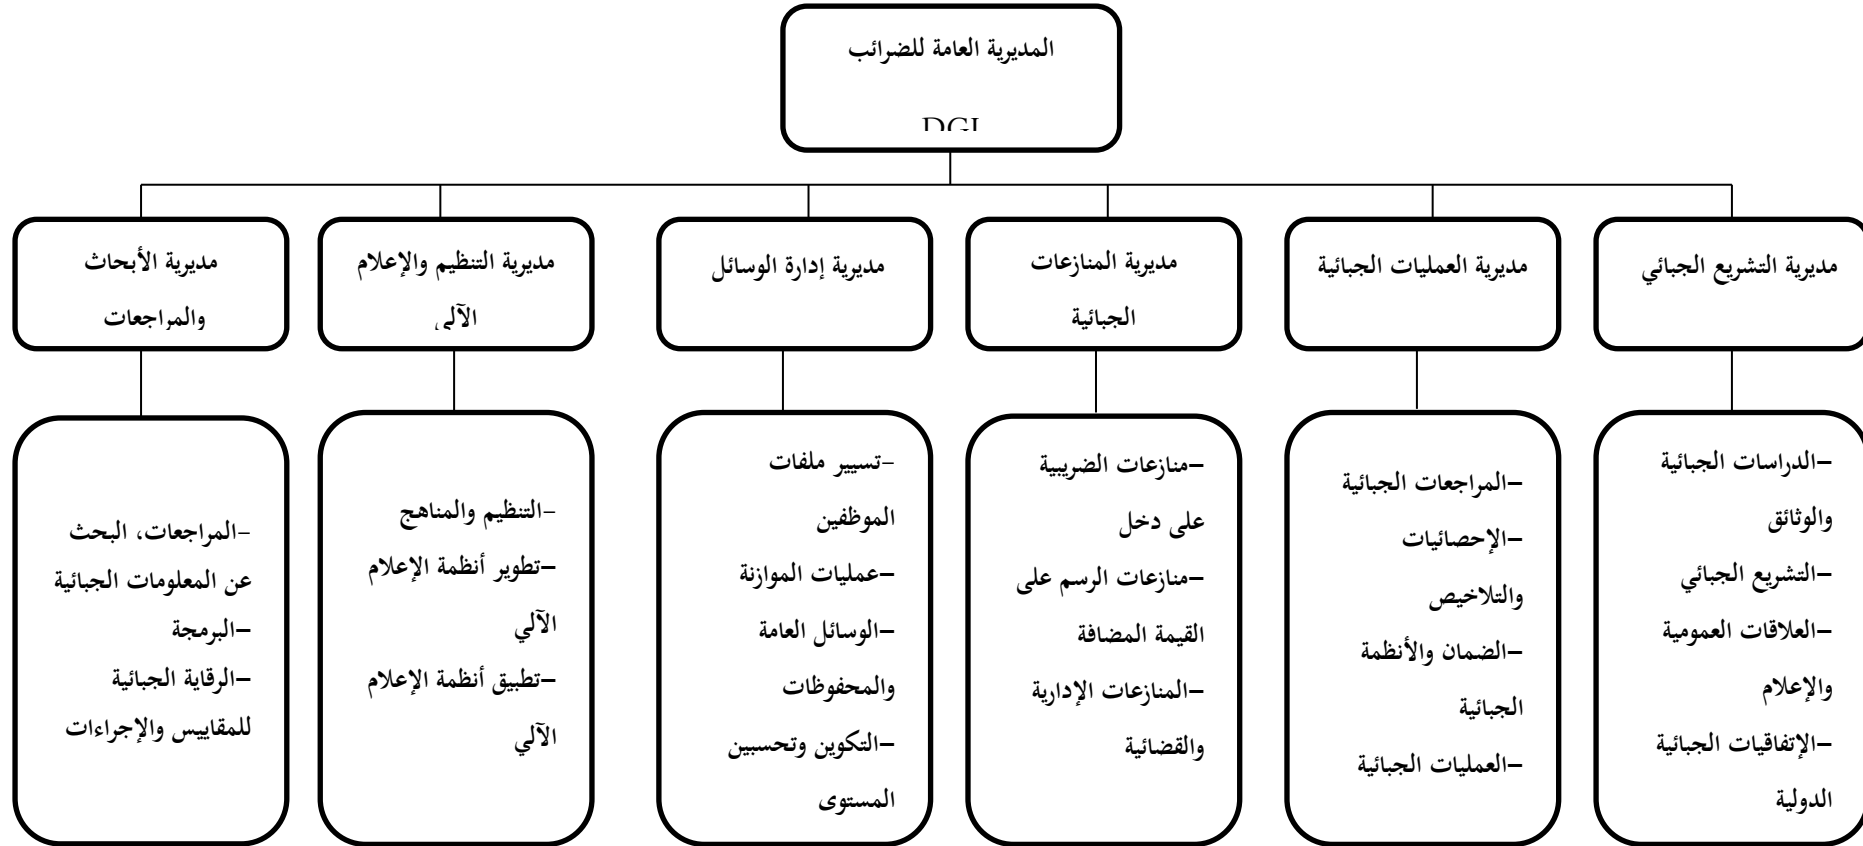 المديرية العامة للضرائب
DGI
مديرية التشريع الجبائي
مديرية العمليات الجبائية
مديرية المنازعات
الجبائية
مديرية إدارة الوسائل
مديرية التنظيم والإعلام
الآلي
مديرية الأبحاث
والمراجعات
–الدراسات الجبائية
والوثائق
–التشريع الجبائي
–العلاقات العمومية
والإعلام
–الإتفاقيات الجبائية
الدولية
–المراجعات الجبائية
–الإحصائيات
والتلاخيص
–الضمان والأنظمة
الجبائية
–العمليات الجبائية
–منازعات الضريبية
على دخل
–منازعات الرسم على
القيمة المضافة
–المنازعات الإدارية
والقضائية
-تسيير ملفات
الموظفين
–عمليات الموازنة
–الوسائل العامة
والمحفوظات
–التكوين وتحسبين
المستوى
-التنظيم والمناهج
–تطوير أنظمة الإعلام
الآلي
–تطبيق أنظمة الإعلام
الآلي
-المراجعات، البحث
عن المعلومات الجبائية
–البرمجة
–الرقاية الجبائية
للمقاييس والإجراءات